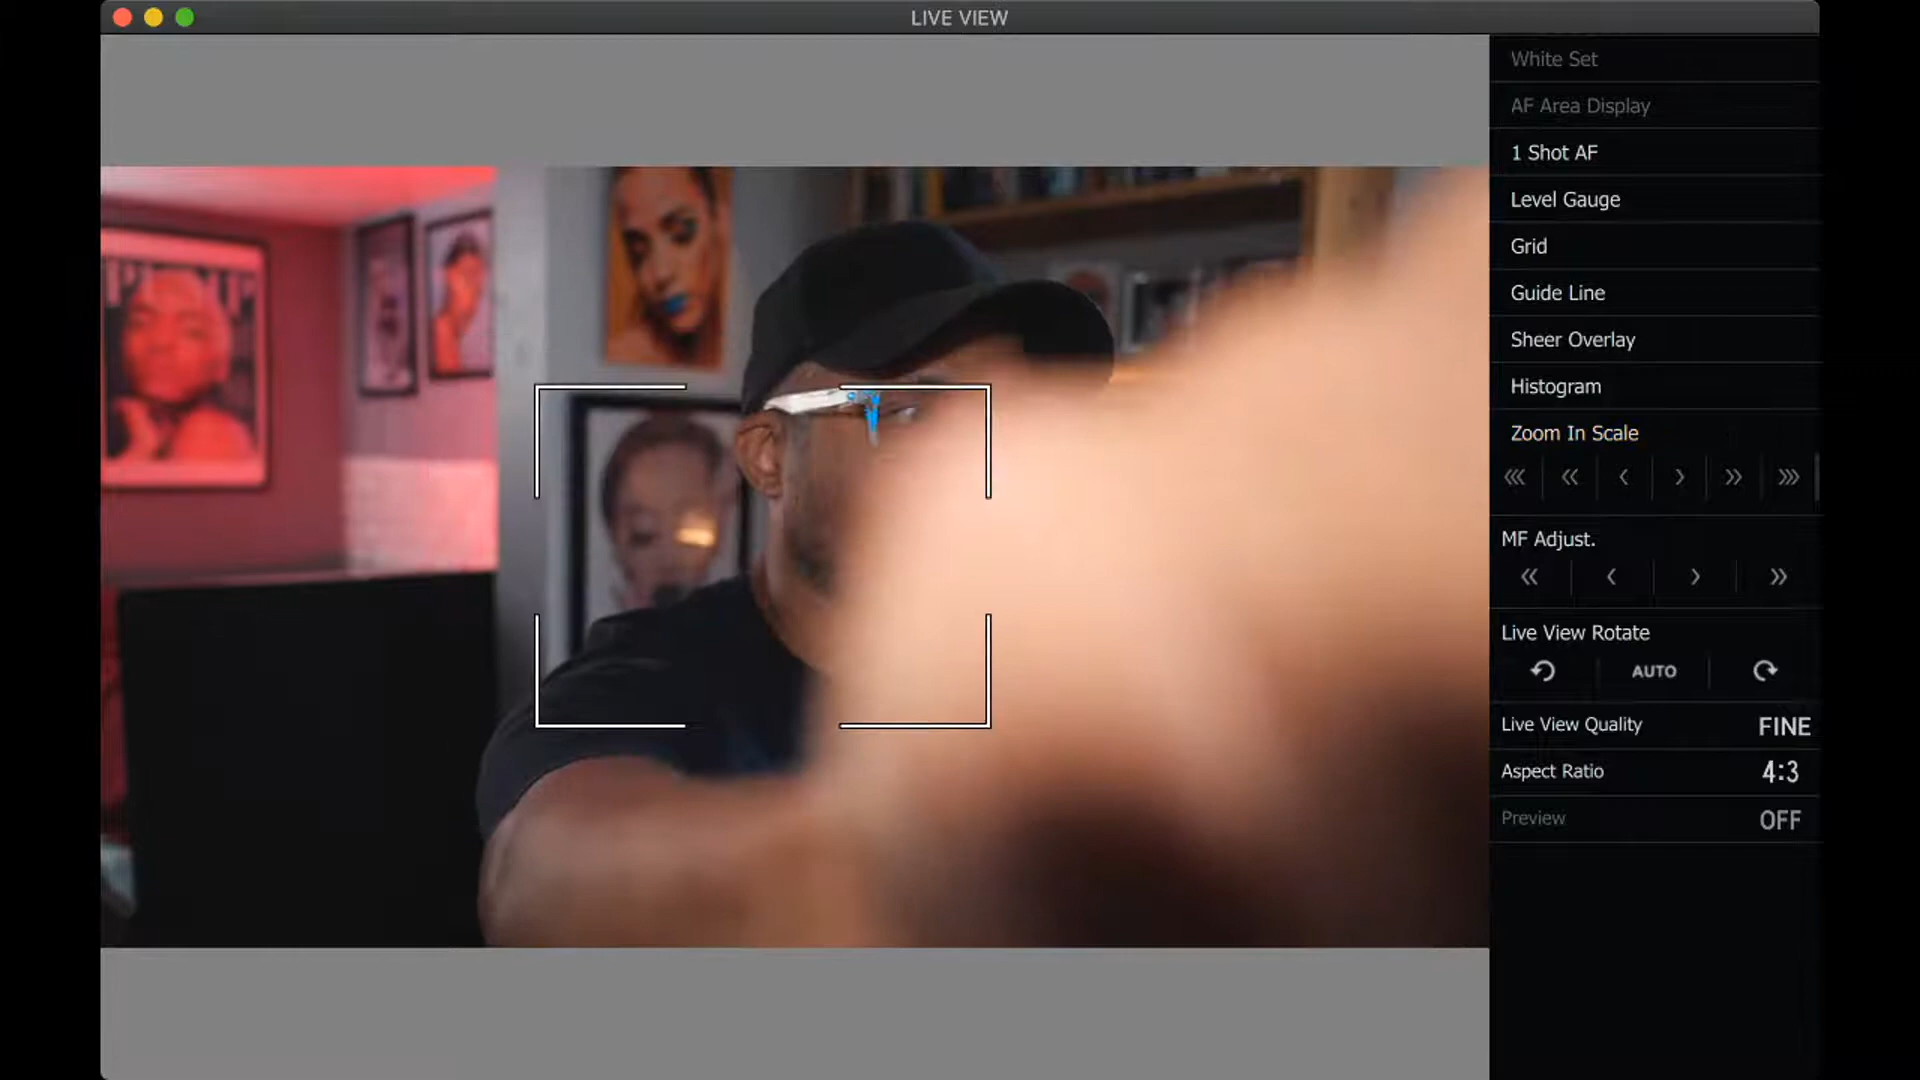 LIVE VIEW
White Set
AF Area Display
1 Shot AF
Level Gauge
Grid
Guide Line
Sheer Overlay
Histogram
Zoom In Scale
MF Adjust.
Live View Rotate
AUTO
Live View Quality FINE
Aspect Ratio 4:3
Preview OFF